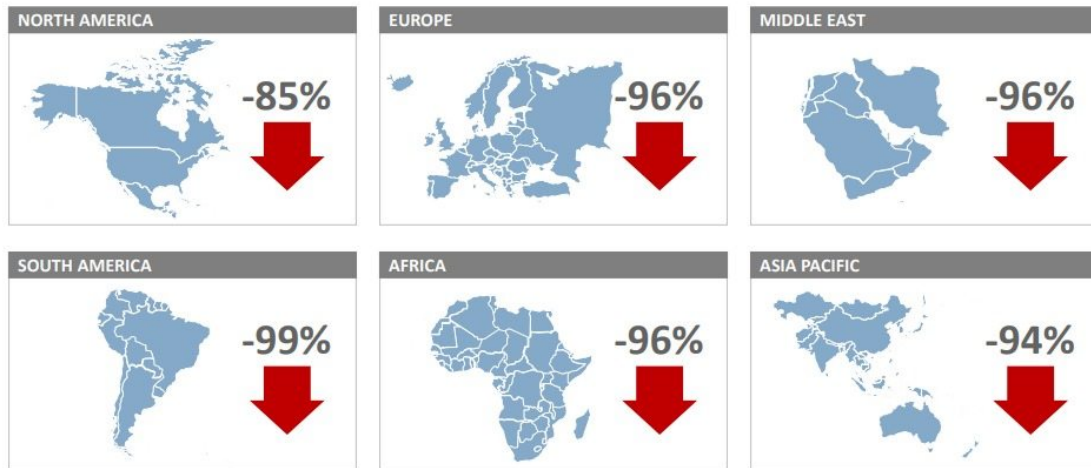 NORTH AMERICA
-85%
EUROPE
-96%
MIDDLE EAST
-96%
SOUTH AMERICA
-99%
AFRICA
-96%
ASIA PACIFIC
-94%